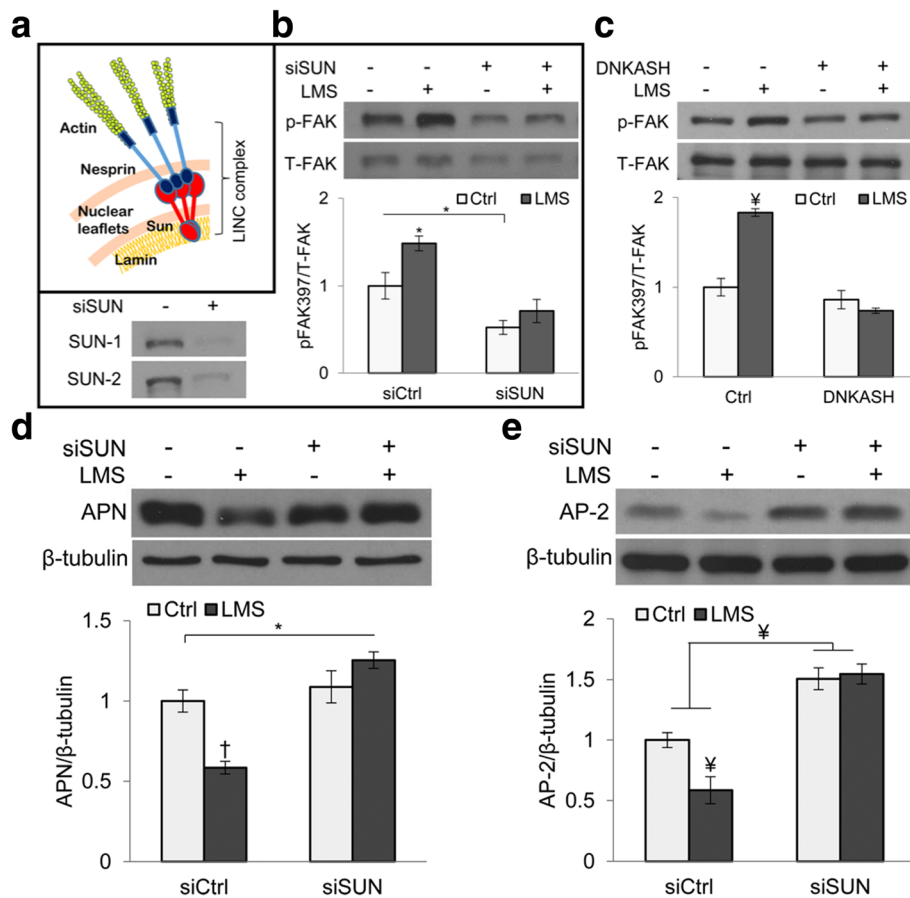 a
Actin
Nesprin
Nuclear
leaflets
Sun
Lamin
LINC complex
siSUN - +
SUN-1
SUN-2
b
siSUN - - + +
LMS - + - +
p-FAK
T-FAK
pFAK397/T-FAK
2
1
0
Ctrl LMS
*
*
siCtrl siSUN
c
DNKASH - - + +
LMS - + - +
p-FAK
T-FAK
pFAK397/T-FAK
2
1
0
Ctrl LMS
¥
Ctrl DNKASH
d
siSUN - - + +
LMS - + - +
APN
β-tubulin
APN/β-tubulin
1.5
1
0.5
0
Ctrl LMS
*
†
siCtrl siSUN
e
siSUN - - + +
LMS - + - +
AP-2
β-tubulin
AP-2/β-tubulin
2
1.5
1
0.5
0
Ctrl LMS
¥
¥
siCtrl siSUN